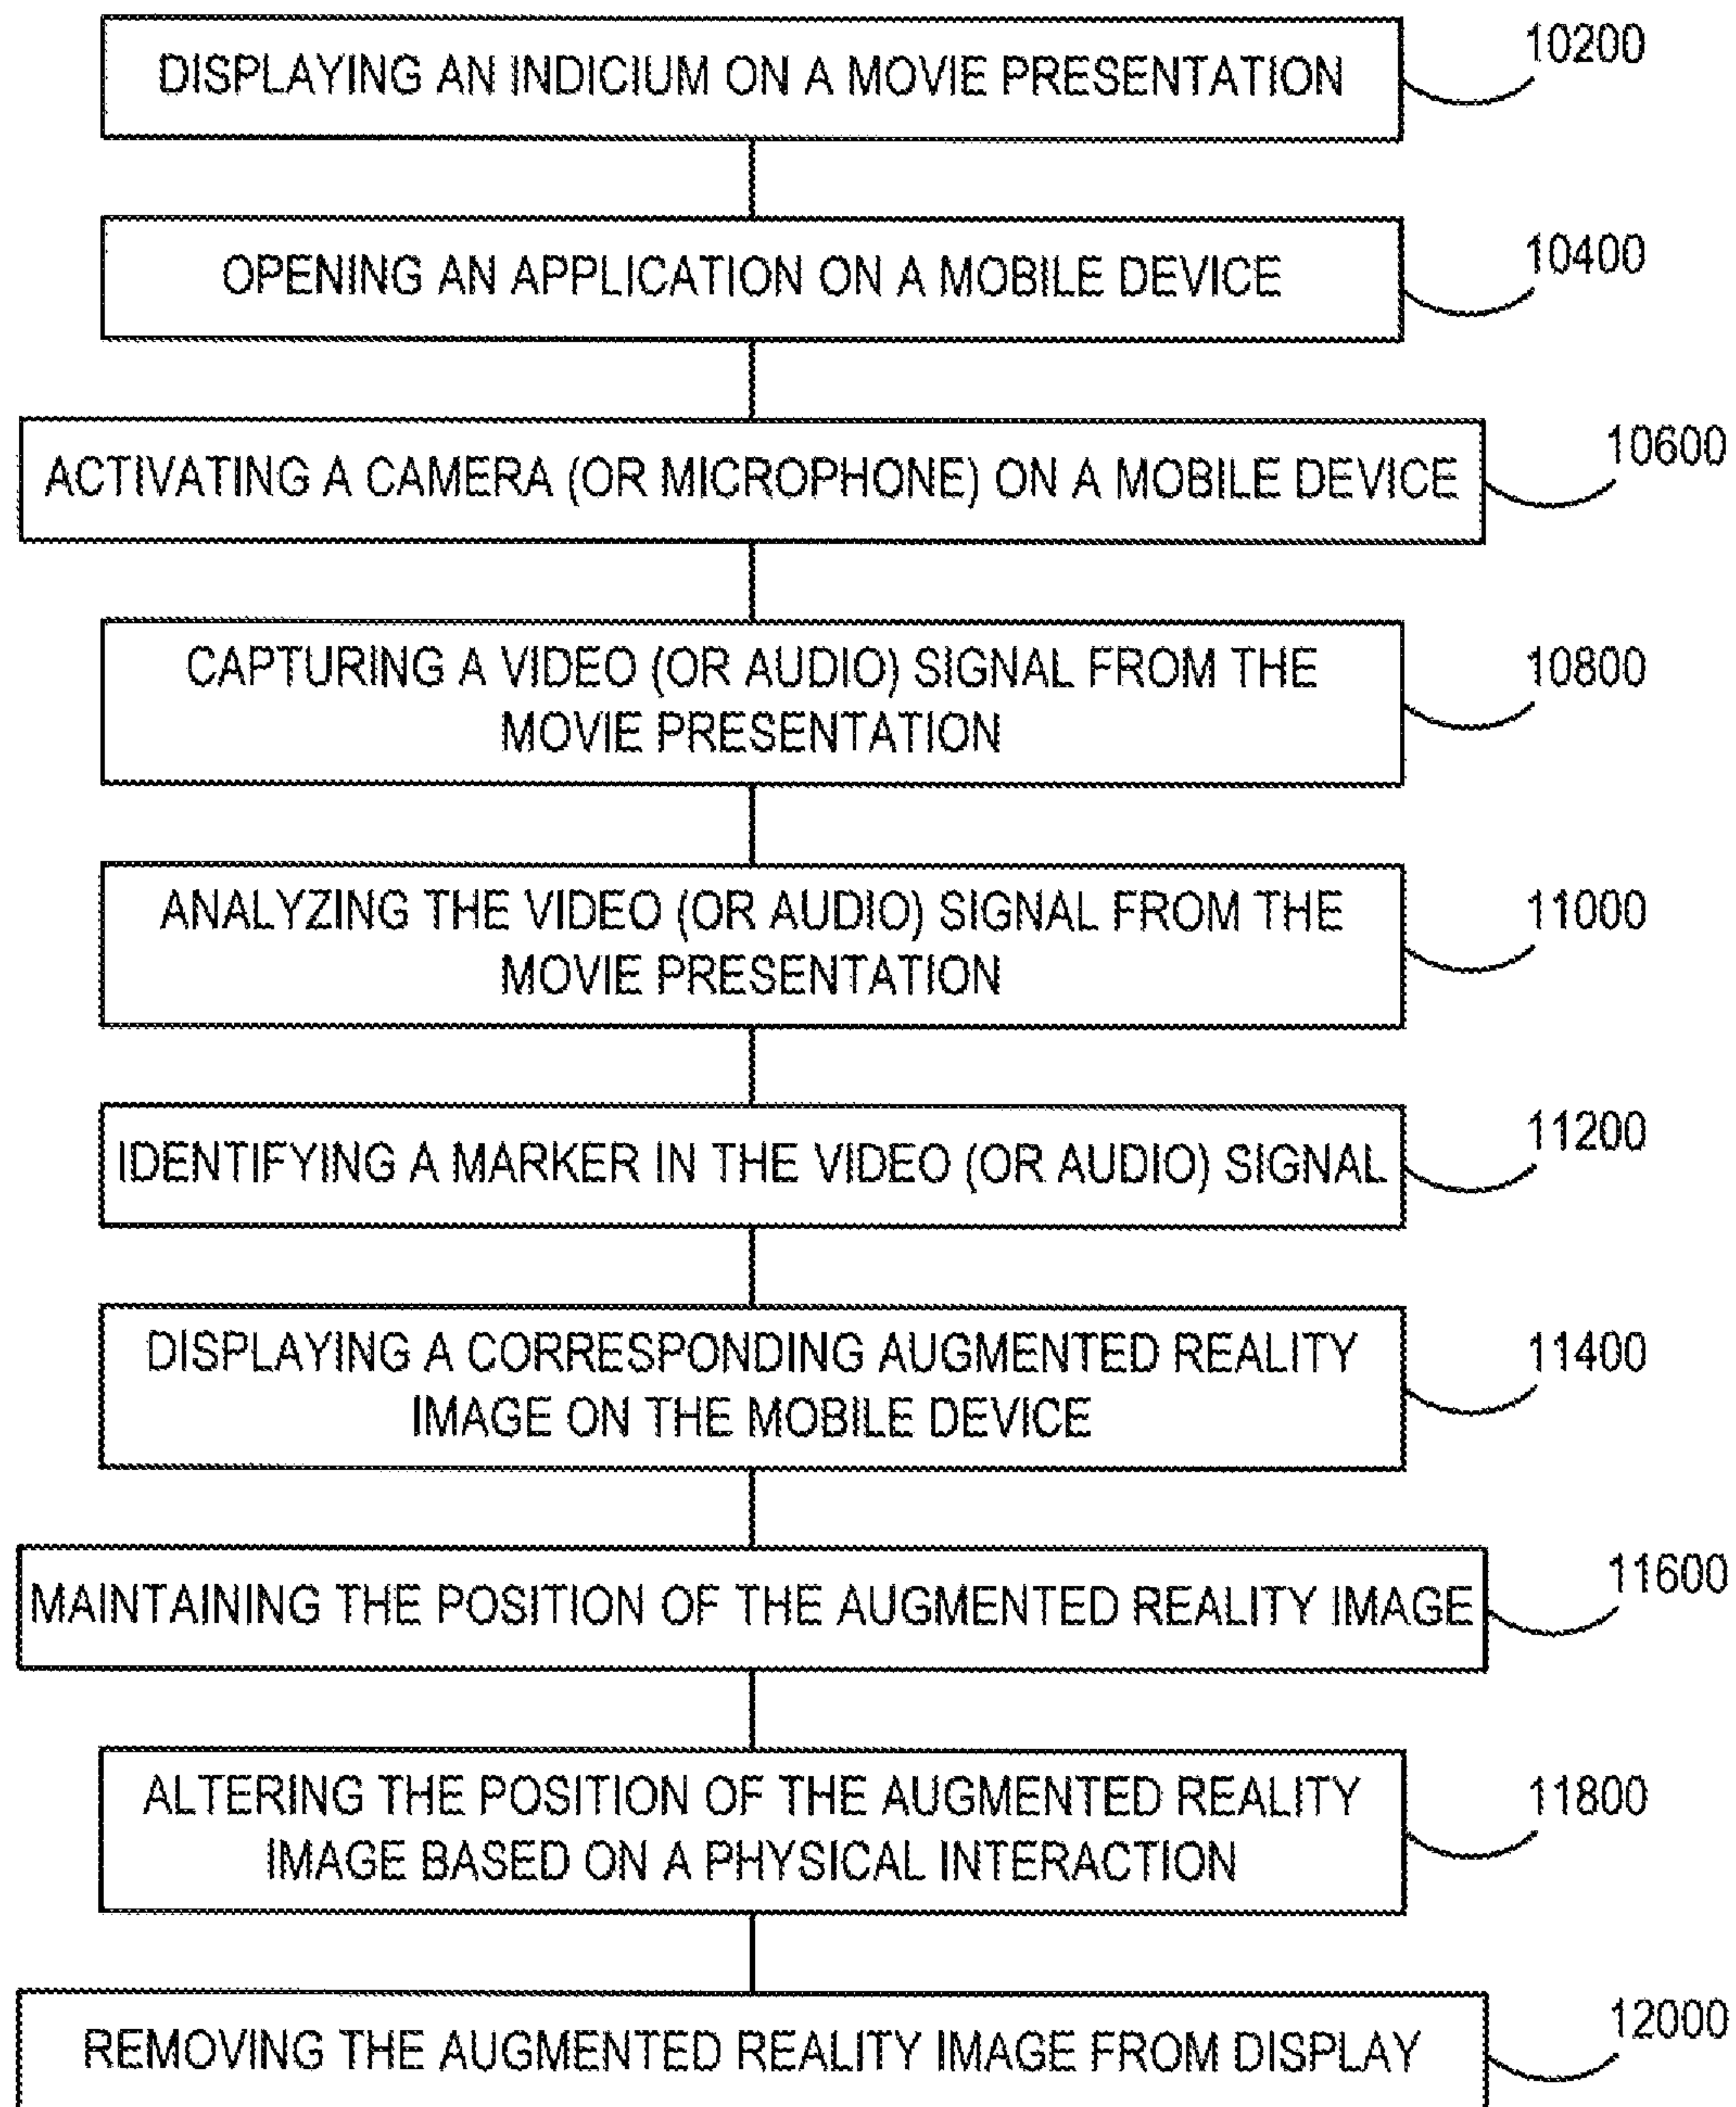 DISPLAYING AN INDICIUM ON A MOVIE PRESENTATION
10200
OPENING AN APPLICATION ON A MOBILE DEVICE
10400
ACTIVATING A CAMERA (OR MICROPHONE) ON A MOBILE DEVICE
10600
CAPTURING A VIDEO (OR AUDIO) SIGNAL FROM THE
MOVIE PRESENTATION
10800
ANALYZING THE VIDEO (OR AUDIO) SIGNAL FROM THE
MOVIE PRESENTATION
11000
IDENTIFYING A MARKER IN THE VIDEO (OR AUDIO) SIGNAL
11200
DISPLAYING A CORRESPONDING AUGMENTED REALITY
IMAGE ON THE MOBILE DEVICE
11400
MAINTAINING THE POSITION OF THE AUGMENTED REALITY IMAGE
11600
ALTERING THE POSITION OF THE AUGMENTED REALITY
IMAGE BASED ON A PHYSICAL INTERACTION
11800
REMOVING THE AUGMENTED REALITY IMAGE FROM DISPLAY
12000